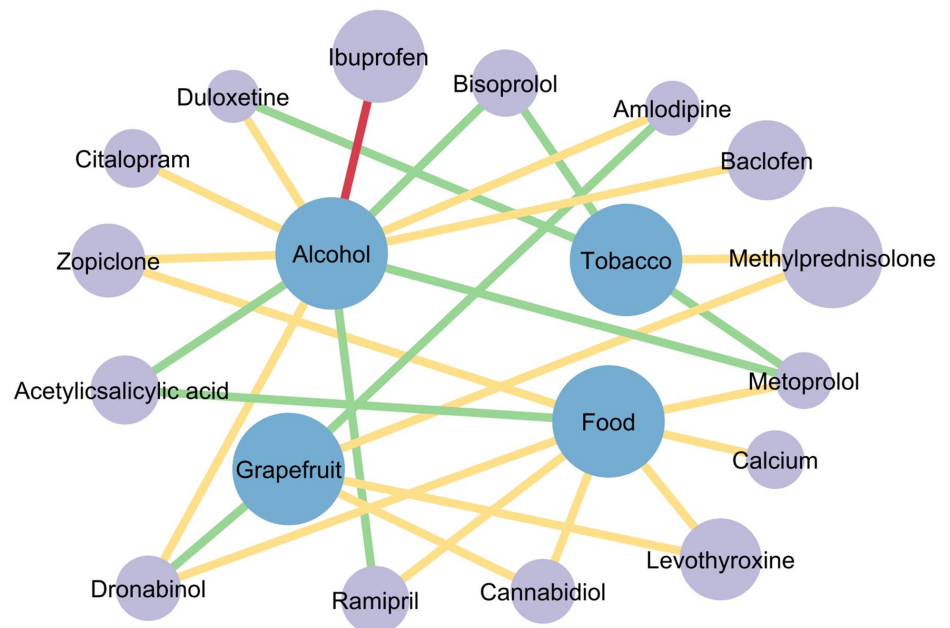 Ibuprofen
Duloxetine
Bisoprolol
Amlodipine
Citalopram
Baclofen
Zopiclone
Alcohol
Tobacco
Methylprednisolone
Acetylicsalicylic acid
Metoprolol
Food
Grapefruit
Calcium
Dronabinol
Ramipril
Cannabidiol
Levothyroxine